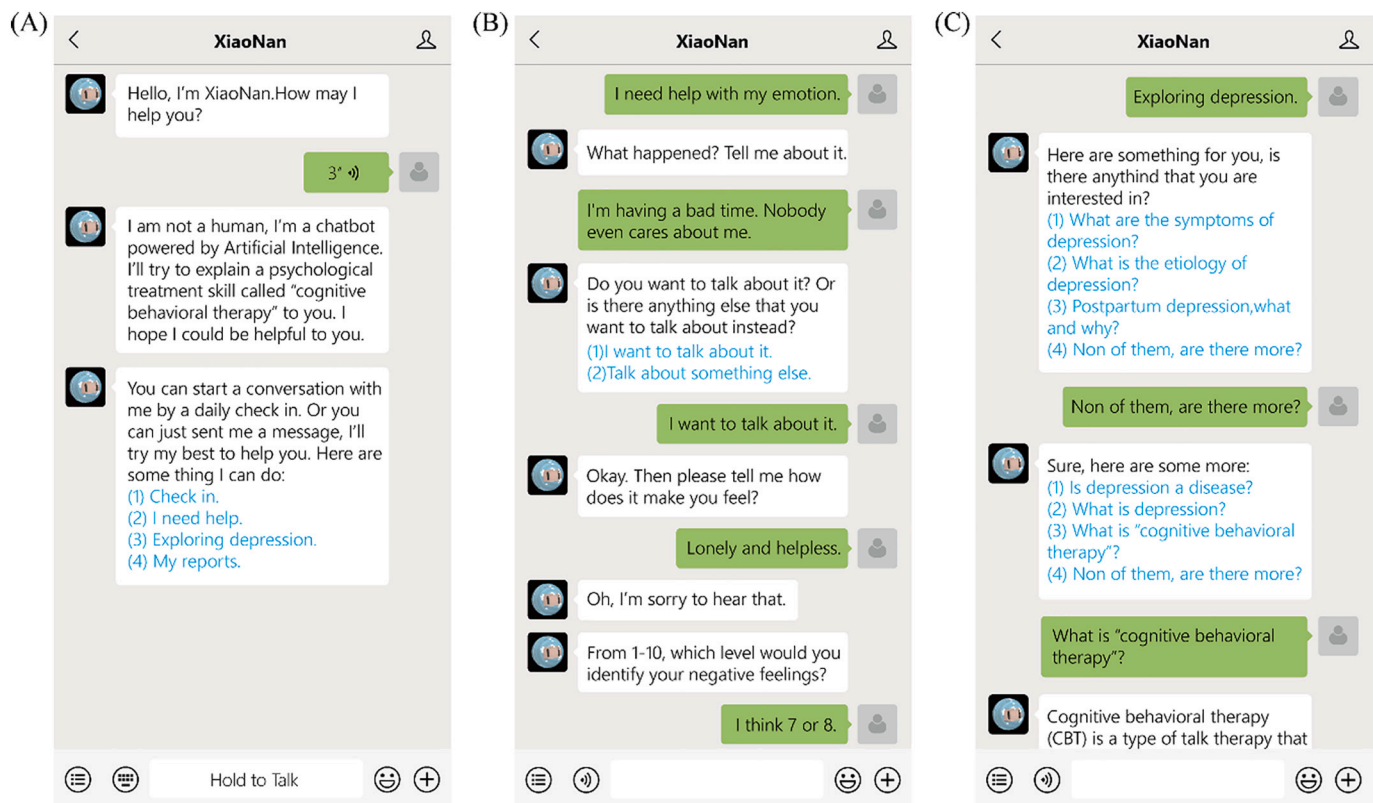 (A)
XiaoNan
Hello, I'm XiaoNan.How may I
help you?
3"
I am not a human, I'm a chatbot
powered by Artificial Intelligence.
I'll try to explain a psychological
treatment skill called "cognitive
behavioral therapy" to you. I
hope I could be helpful to you.
You can start a conversation with
me by a daily check in. Or you
can just sent me a message, I'll
try my best to help you. Here are
some thing I can do:
(1) Check in.
(2) I need help.
(3) Exploring depression.
(4) My reports.
Hold to Talk
(B)
XiaoNan
I need help with my emotion.
What happened? Tell me about it.
I'm having a bad time. Nobody
even cares about me.
Do you want to talk about it? Or
is there anything else that you
want to talk about instead?
(1)I want to talk about it.
(2)Talk about something else.
I want to talk about it.
Okay. Then please tell me how
does it make you feel?
Lonely and helpless.
Oh, I'm sorry to hear that.
From 1-10, which level would you
identify your negative feelings?
I think 7 or 8.
(C)
XiaoNan
Exploring depression.
Here are something for you, is
there anythind that you are
interested in?
(1) What are the symptoms of
depression?
(2) What is the etiology of
depression?
(3) Postpartum depression,what
and why?
(4) Non of them, are there more?
Non of them, are there more?
Sure, here are some more:
(1) Is depression a disease?
(2) What is depression?
(3) What is "cognitive behavioral
therapy"?
(4) Non of them, are there more?
What is "cognitive behavioral
therapy"?
Cognitive behavioral therapy
(CBT) is a type of talk therapy that